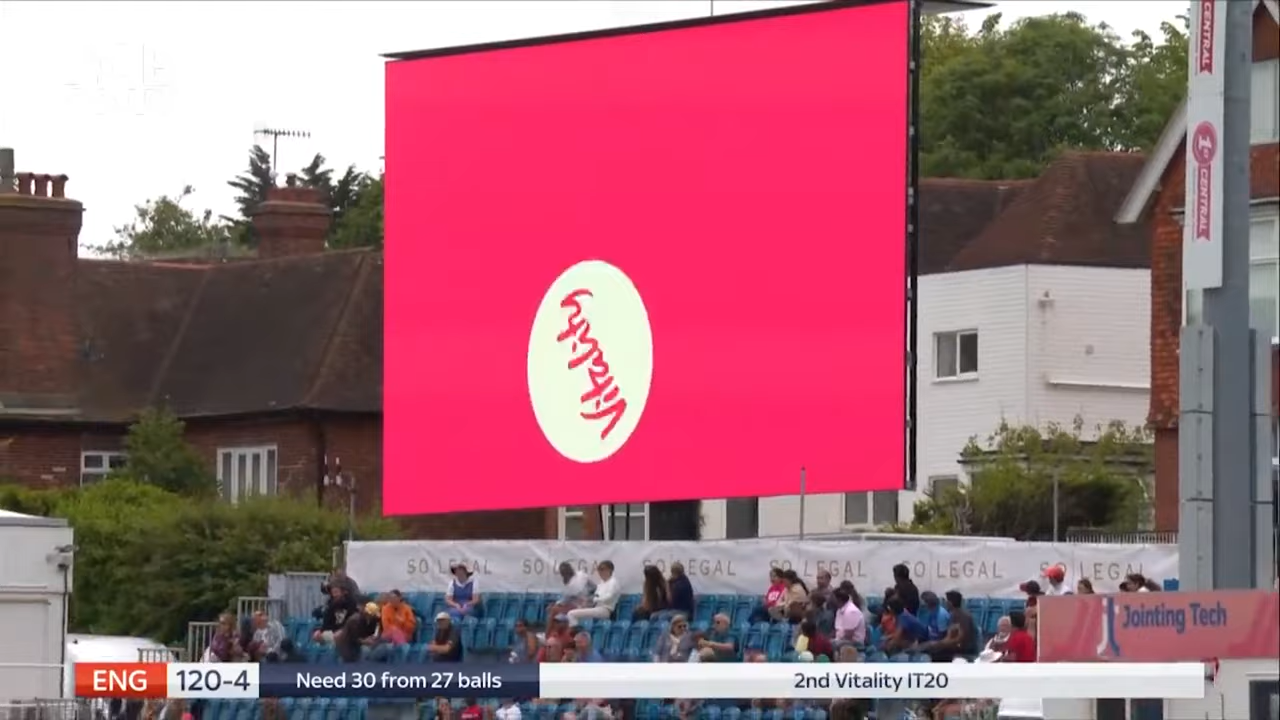 CENTRAL
1st CENTRAL
Vitality
SO LEGAL SO LEGAL SO LEGAL SO LEGAL SO LEGAL SO LEGAL
Jointing Tech
ENG 120-4 Need 30 from 27 balls 2nd Vitality IT20